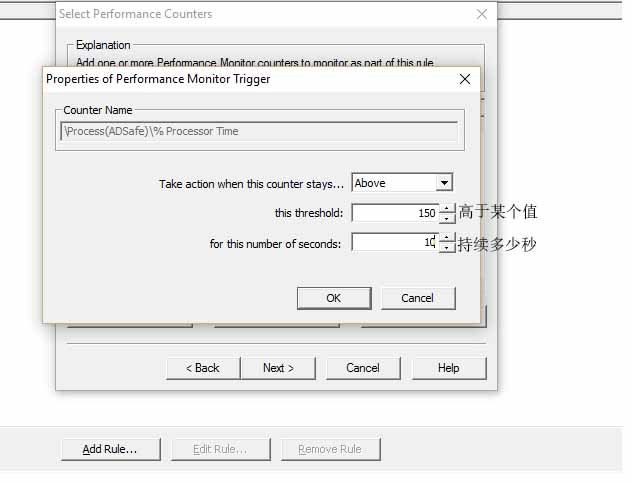 Select Performance Counters
Explanation
Add one or more Performance Monitor counters to monitor as part of this rule
Properties of Performance Monitor Trigger
Counter Name
\Process(ADSafe)\% Processor Time
Take action when this counter stays... Above
this threshold: 150 高于某个值
for this number of seconds: 10 持续多少秒
OK Cancel
< Back Next > Cancel Help
Add Rule... Edit Rule... Remove Rule